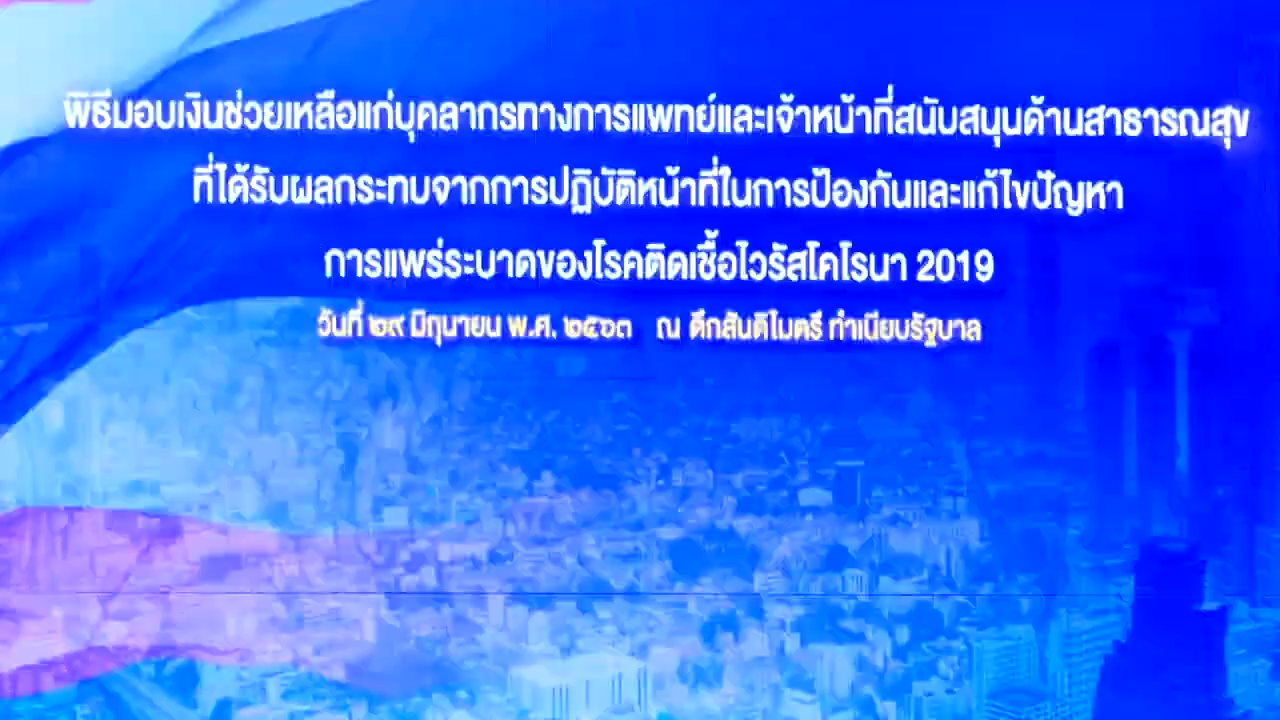 พิธีมอบเงินช่วยเหลือแก่บุคลากรทางการแพทย์และเจ้าหน้าที่สนับสนุนด้านสาธารณสุข
ที่ได้รับผลกระทบจากการปฏิบัติหน้าที่ในการป้องกันและแก้ไขปัญหา
การแพร่ระบาดของโรคติดเชื้อไวรัสโคโรนา 2019
วันที่ ๒๙ มิถุนายน พ.ศ. ๒๕๖๓ ณ ตึกสันติไมตรี ทำเนียบรัฐบาล